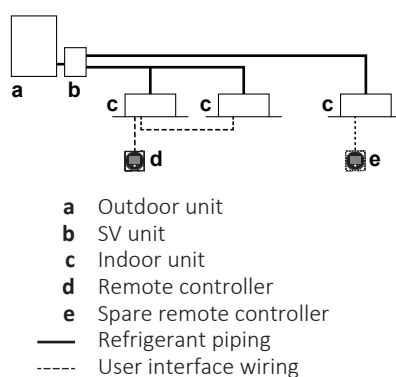 a b
c c c
d e
a Outdoor unit
b SV unit
c Indoor unit
d Remote controller
e Spare remote controller
Refrigerant piping
User interface wiring